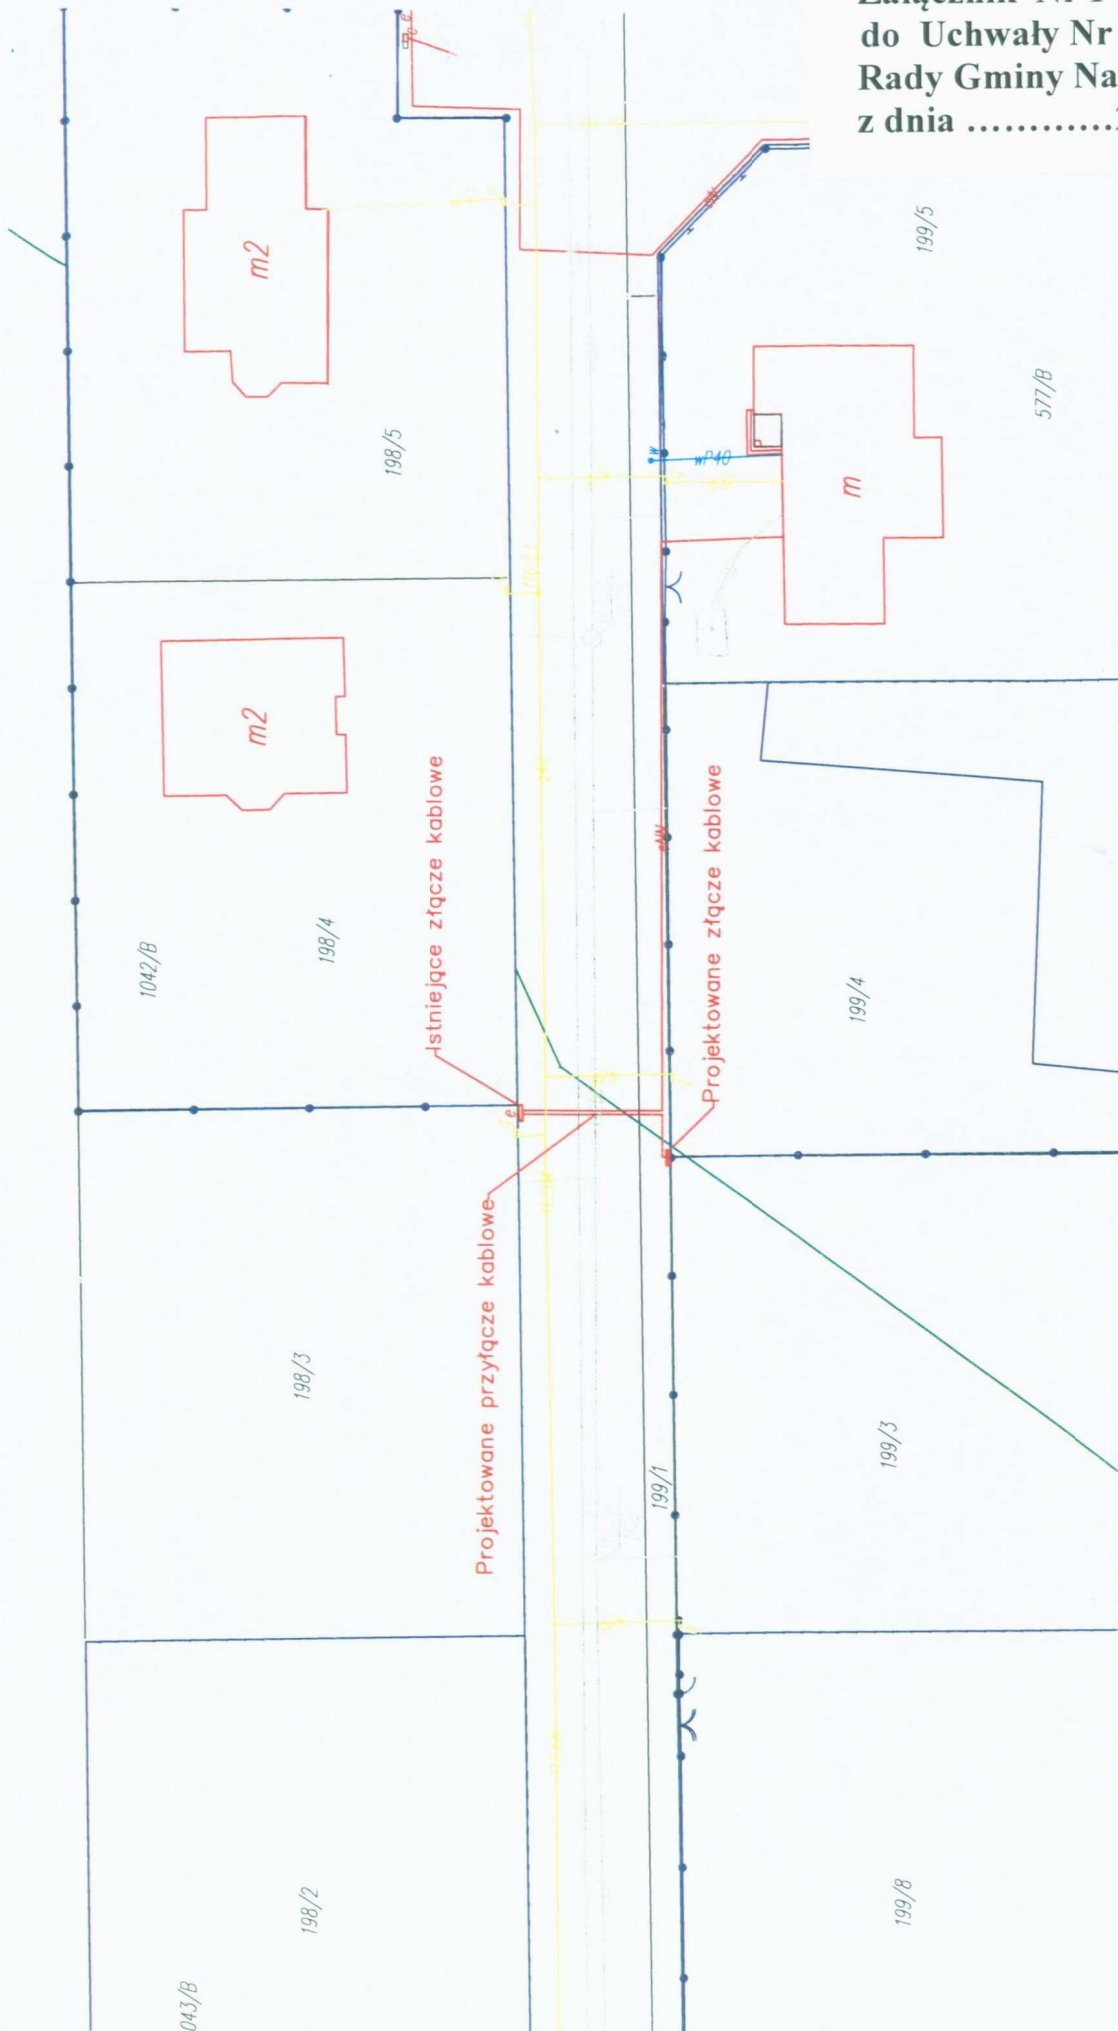 do Uchwały Nr
Rady Gminy Na
z dnia ............
e
e
m2
199/5
198/5
577/B
w
wP40
m
m2
Istniejące złącze kablowe
Projektowane złącze kablowe
eNN
1042/B
198/4
199/4
e
Projektowane przyłącze kablowe
198/3
199/3
199/1
198/2
199/8
043/B